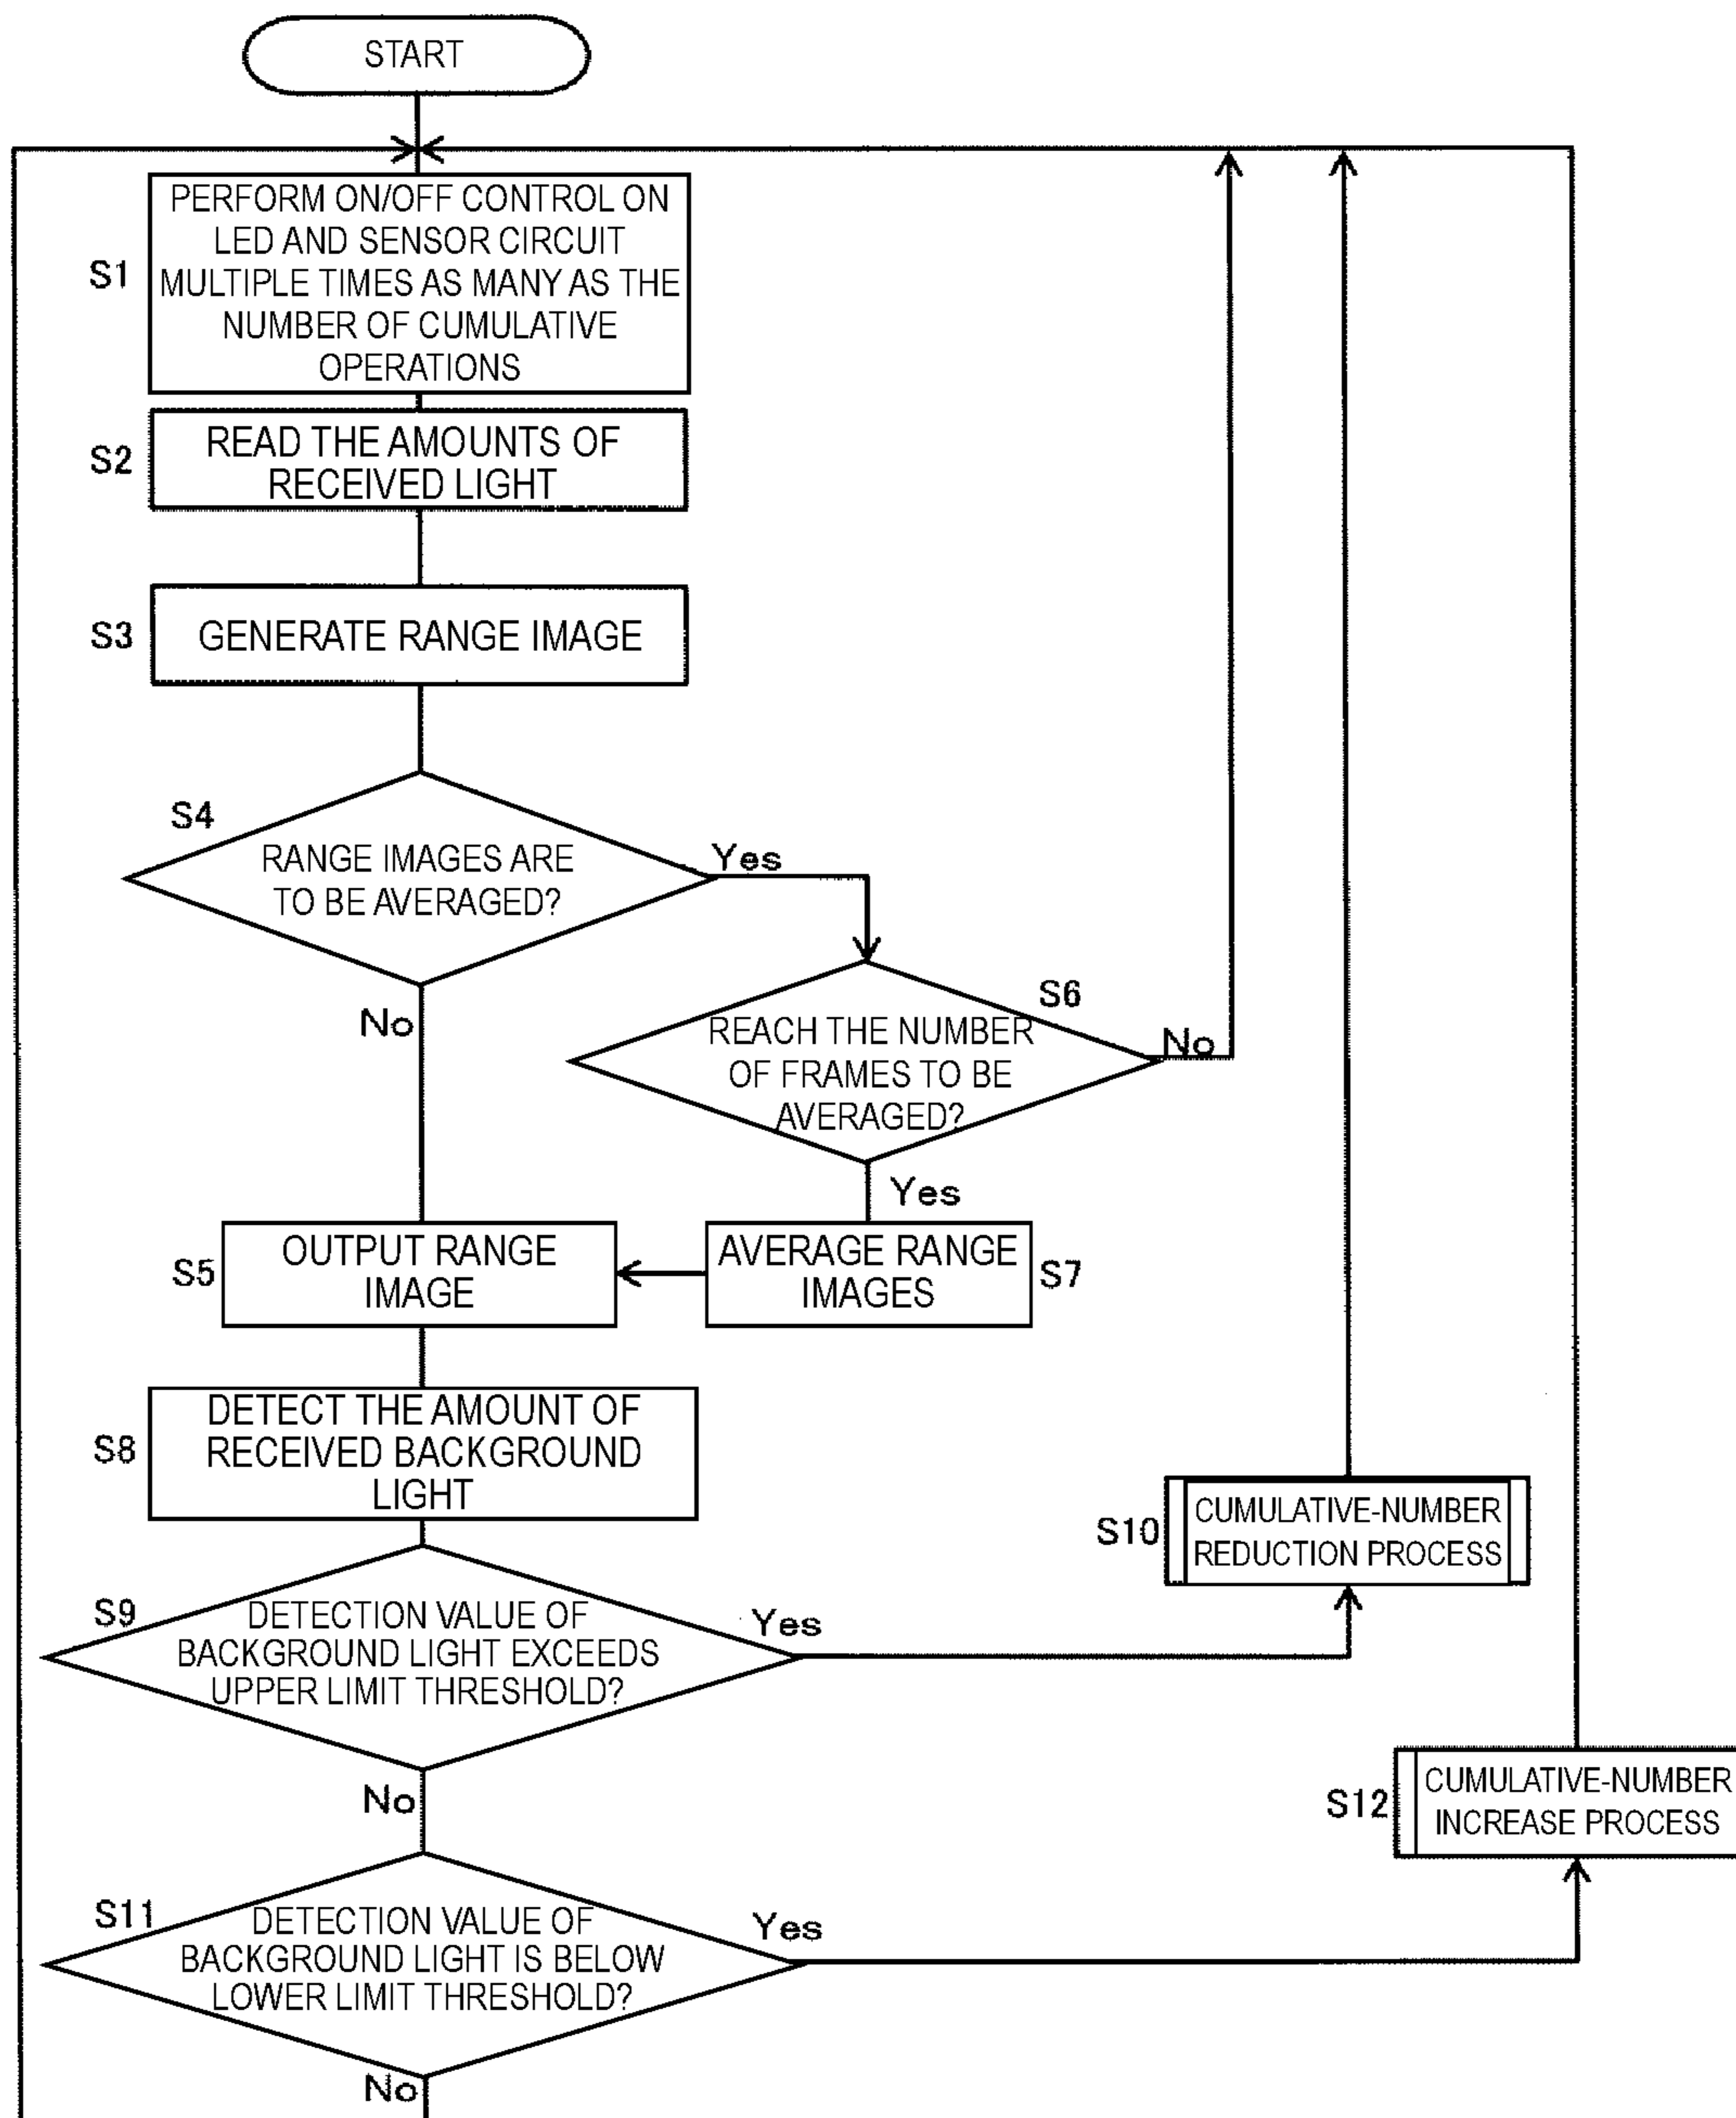 START
PERFORM ON/OFF CONTROL ON
LED AND SENSOR CIRCUIT
MULTIPLE TIMES AS MANY AS THE
NUMBER OF CUMULATIVE
OPERATIONS
S1
READ THE AMOUNTS OF
RECEIVED LIGHT
S2
GENERATE RANGE IMAGE
S3
S4
RANGE IMAGES ARE
TO BE AVERAGED?
Yes
No
S6
REACH THE NUMBER
OF FRAMES TO BE
AVERAGED?
No
Yes
S5
OUTPUT RANGE
IMAGE
AVERAGE RANGE
IMAGES
S7
S8
DETECT THE AMOUNT OF
RECEIVED BACKGROUND
LIGHT
S10
CUMULATIVE-NUMBER
REDUCTION PROCESS
S9
DETECTION VALUE OF
BACKGROUND LIGHT EXCEEDS
UPPER LIMIT THRESHOLD?
Yes
No
S12
CUMULATIVE-NUMBER
INCREASE PROCESS
S11
DETECTION VALUE OF
BACKGROUND LIGHT IS BELOW
LOWER LIMIT THRESHOLD?
Yes
No